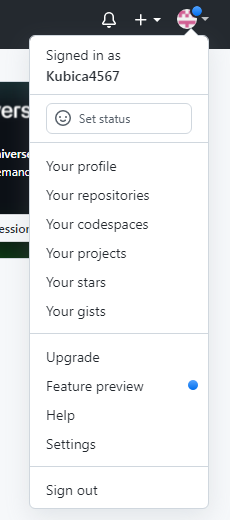 Signed in as
Kubica4567
Set status
Your profile
Your repositories
Your codespaces
Your projects
Your stars
Your gists
Upgrade
Feature preview
Help
Settings
Sign out